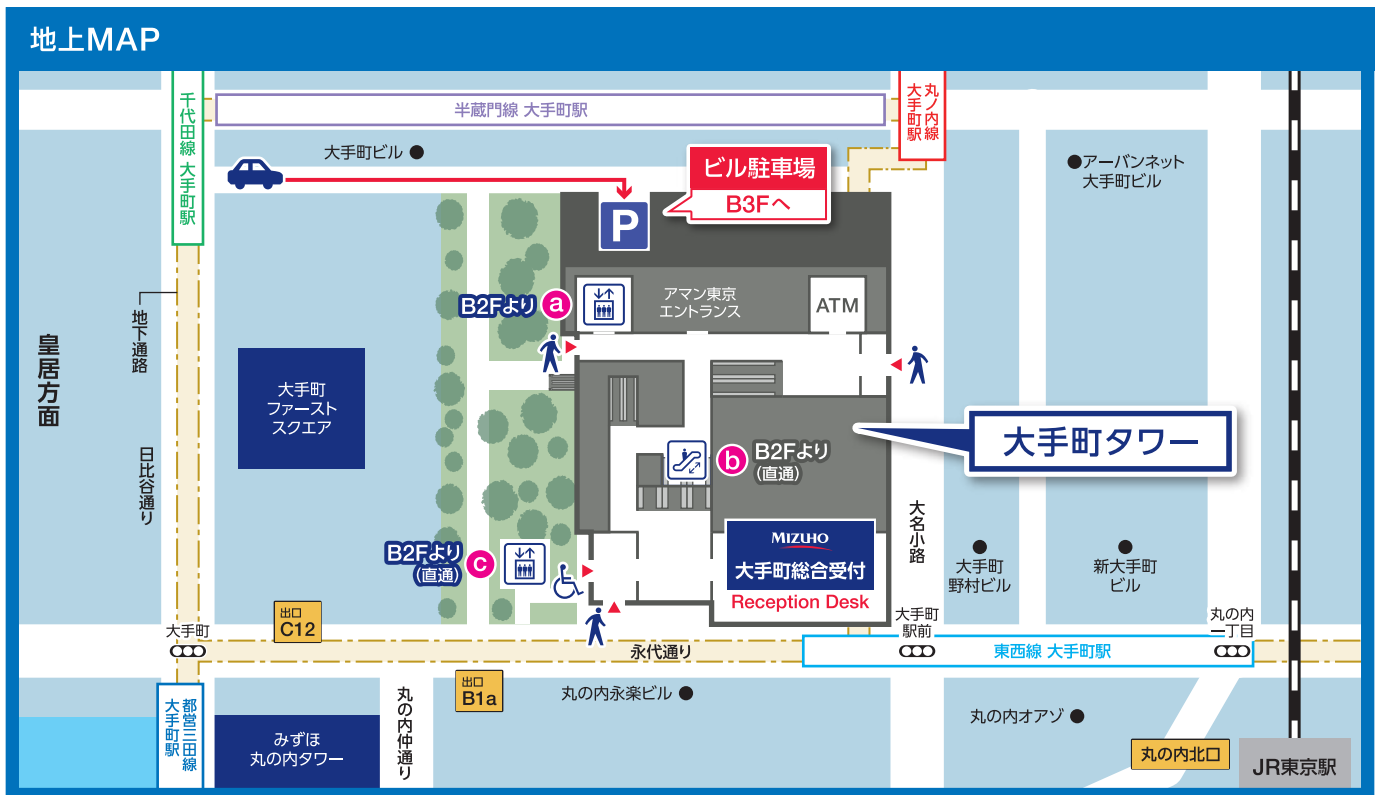 地上MAP
千代田線 大手町駅
半蔵門線 大手町駅
丸ノ内線
大手町駅
大手町ビル
ビル駐車場
B3Fへ
P
アーバンネット
大手町ビル
B2Fより
a
アマン東京
エントランス
ATM
地下通路
皇居方面
大手町
ファースト
スクエア
大手町タワー
b
B2Fより
(直通)
日比谷通り
大名小路
B2Fより
(直通)
c
MIZUHO
大手町総合受付
Reception Desk
大手町
野村ビル
新大手町
ビル
出口
C12
大手町
大手町
駅前
丸の内
一丁目
永代通り
東西線 大手町駅
出口
B1a
丸の内永楽ビル
丸の内仲通り
都営三田線
大手町駅
みずほ
丸の内タワー
丸の内オアゾ
丸の内北口
JR東京駅